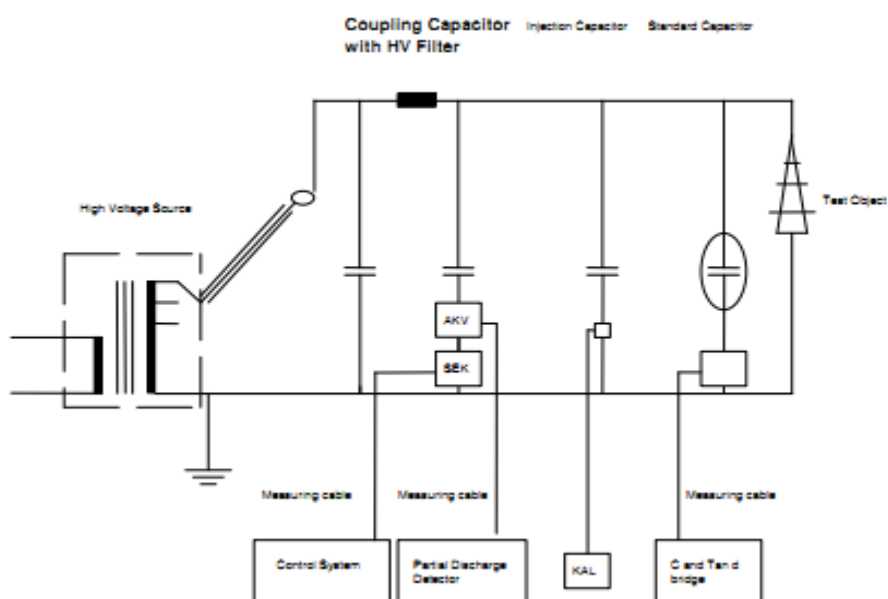 Coupling Capacitor
with HV Filter
Injection Capacitor
Standard Capacitor
High Voltage Source
Test Object
AKV
SEK
Measuring cable
Measuring cable
Measuring cable
Control System
Partial Discharge
Detector
KAL
C and Tan d
bridge